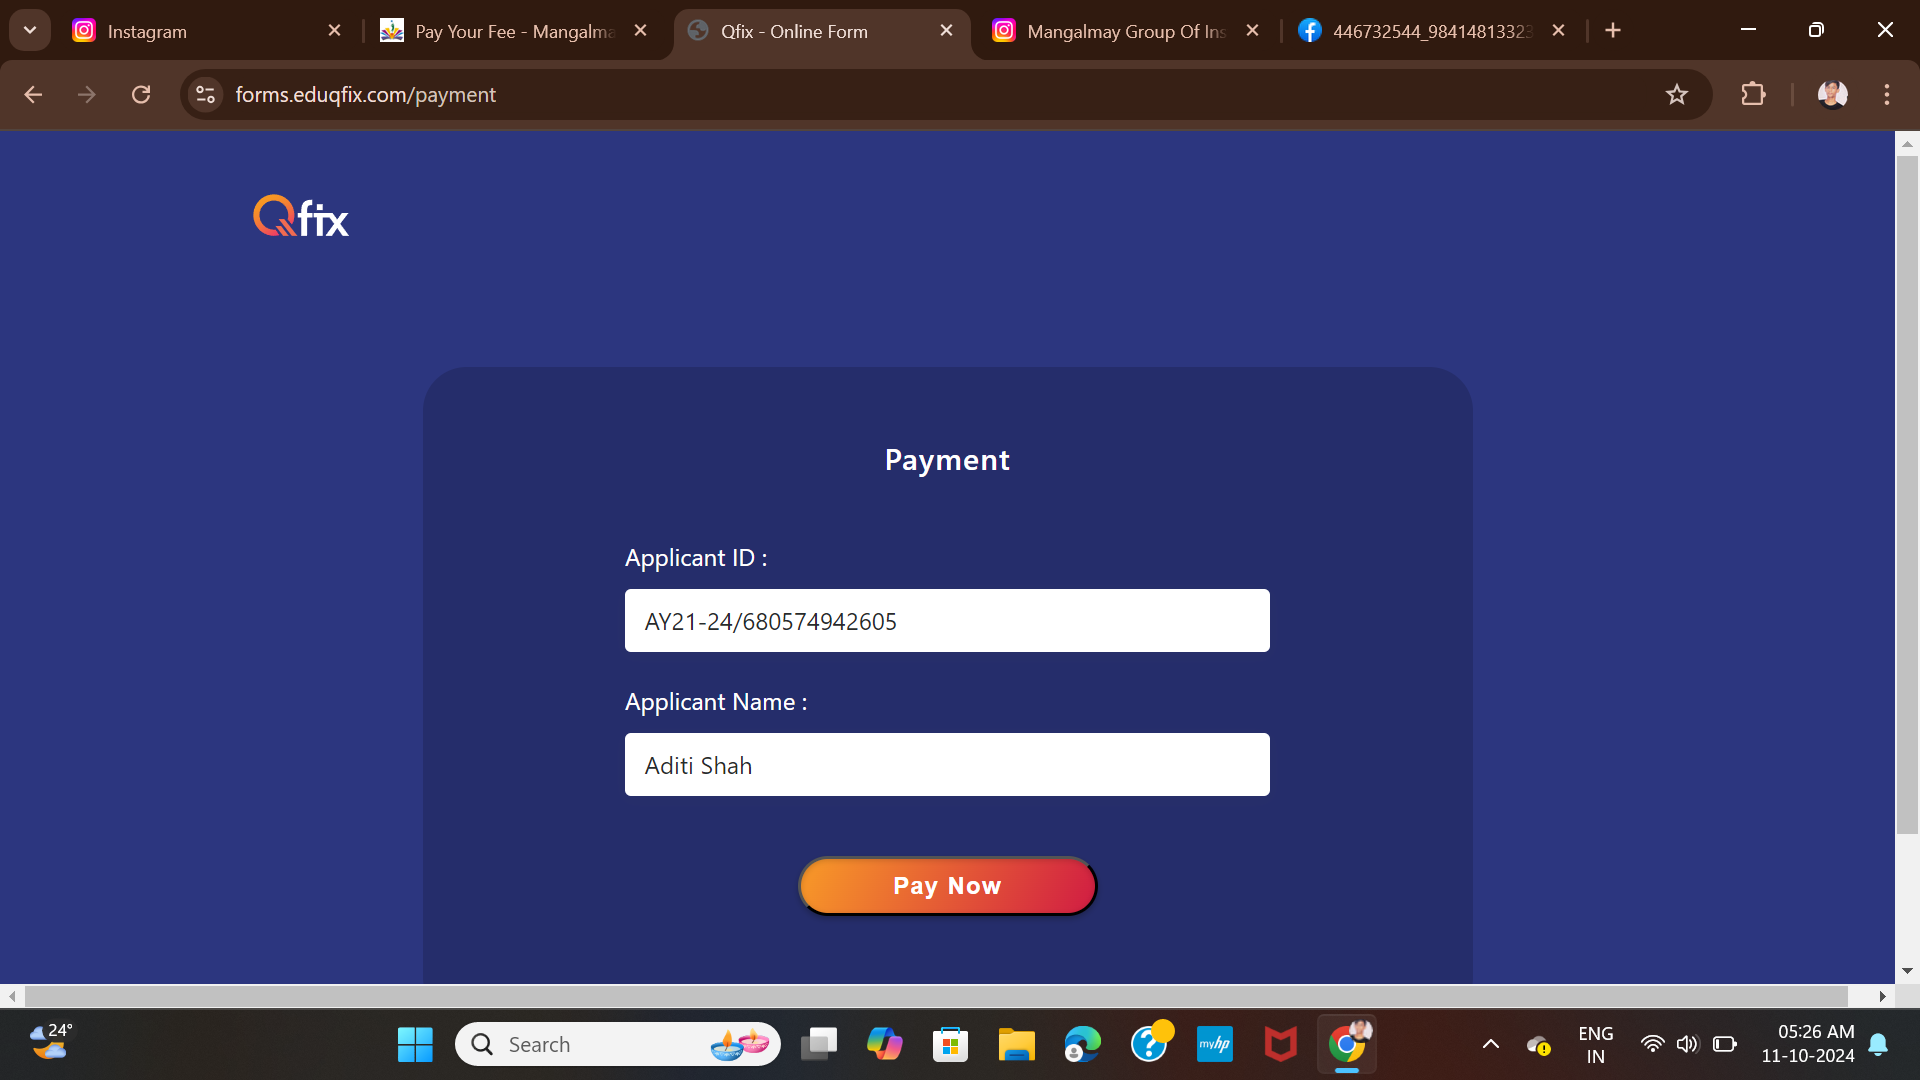 Instagram
Pay Your Fee - Mangalma
Qfix - Online Form
Mangalmay Group Of Ins
446732544_98414813323
forms.eduqfix.com/payment
Qfix
Payment
Applicant ID :
AY21-24/680574942605
Applicant Name :
Aditi Shah
Pay Now
24°
Search
myhp
ENG
IN
05:26 AM
11-10-2024